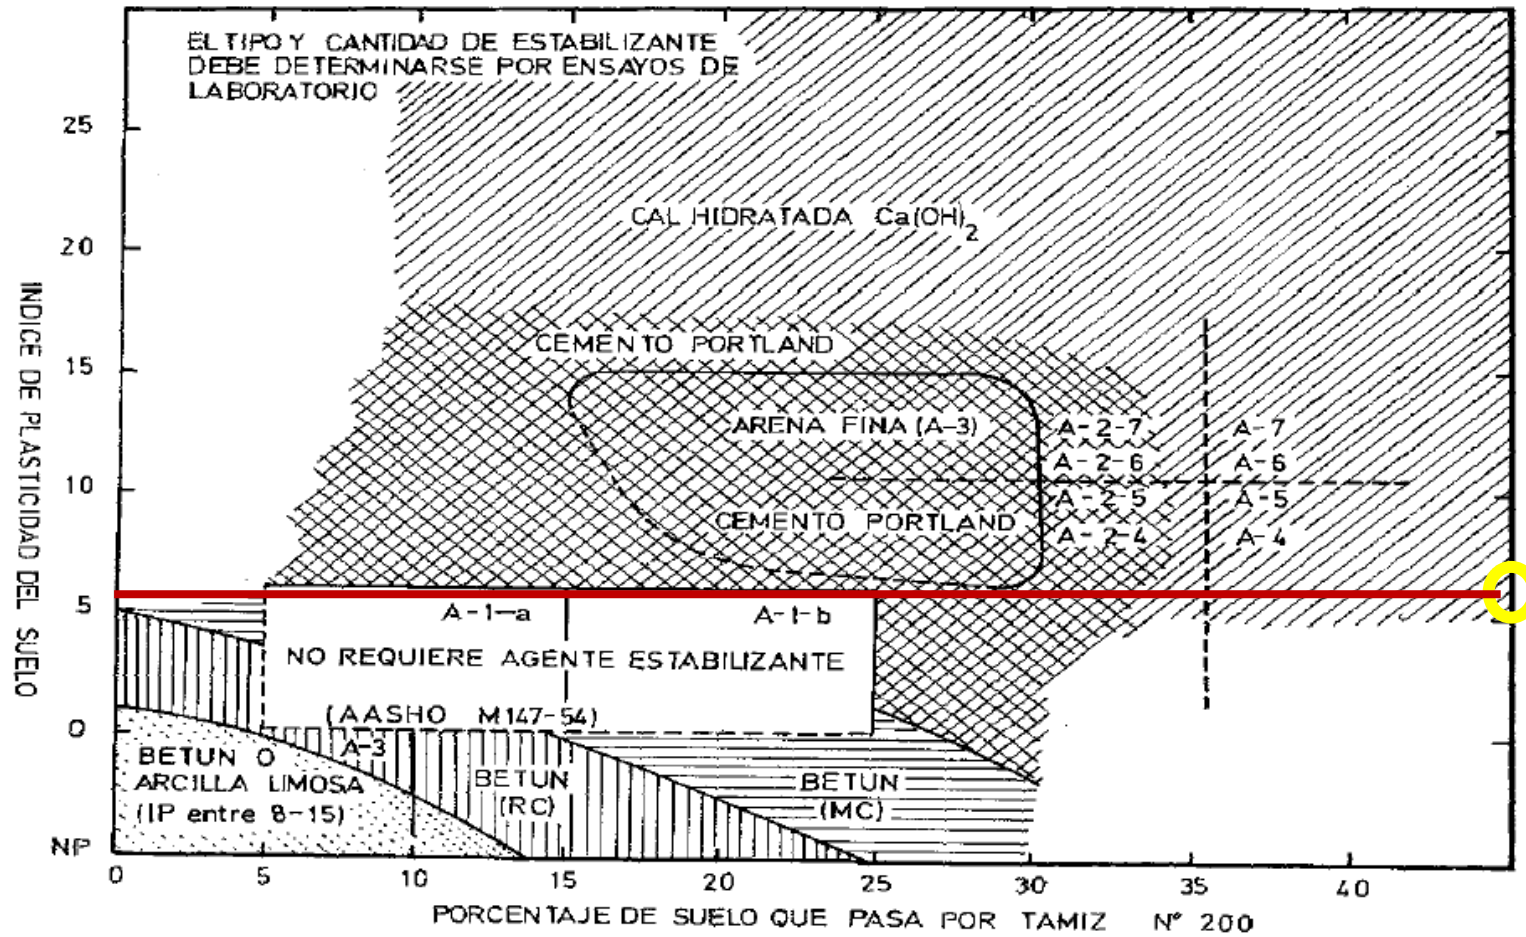 EL TIPO Y CANTIDAD DE ESTABILIZANTE
DEBE DETERMINARSE POR ENSAYOS DE
LABORATORIO
25
20
15
10
5
0
NP
INDICE DE PLASTICIDAD DEL SUELO
CAL HIDRATADA Ca(OH)2
CEMENTO PORTLAND
ARENA FINA (A-3)
CEMENTO PORTLAND
A-2-7
A-2-6
A-2-5
A-2-4
A-7
A-6
A-5
A-4
A-1-a
A-1-b
NO REQUIERE AGENTE ESTABILIZANTE
(AASHO M147-54)
A-3
BETUN O
ARCILLA LIMOSA
(IP entre 8-15)
BETUN
(RC)
BETUN
(MC)
0 5 10 15 20 25 30 35 40
PORCENTAJE DE SUELO QUE PASA POR TAMIZ Nº 200